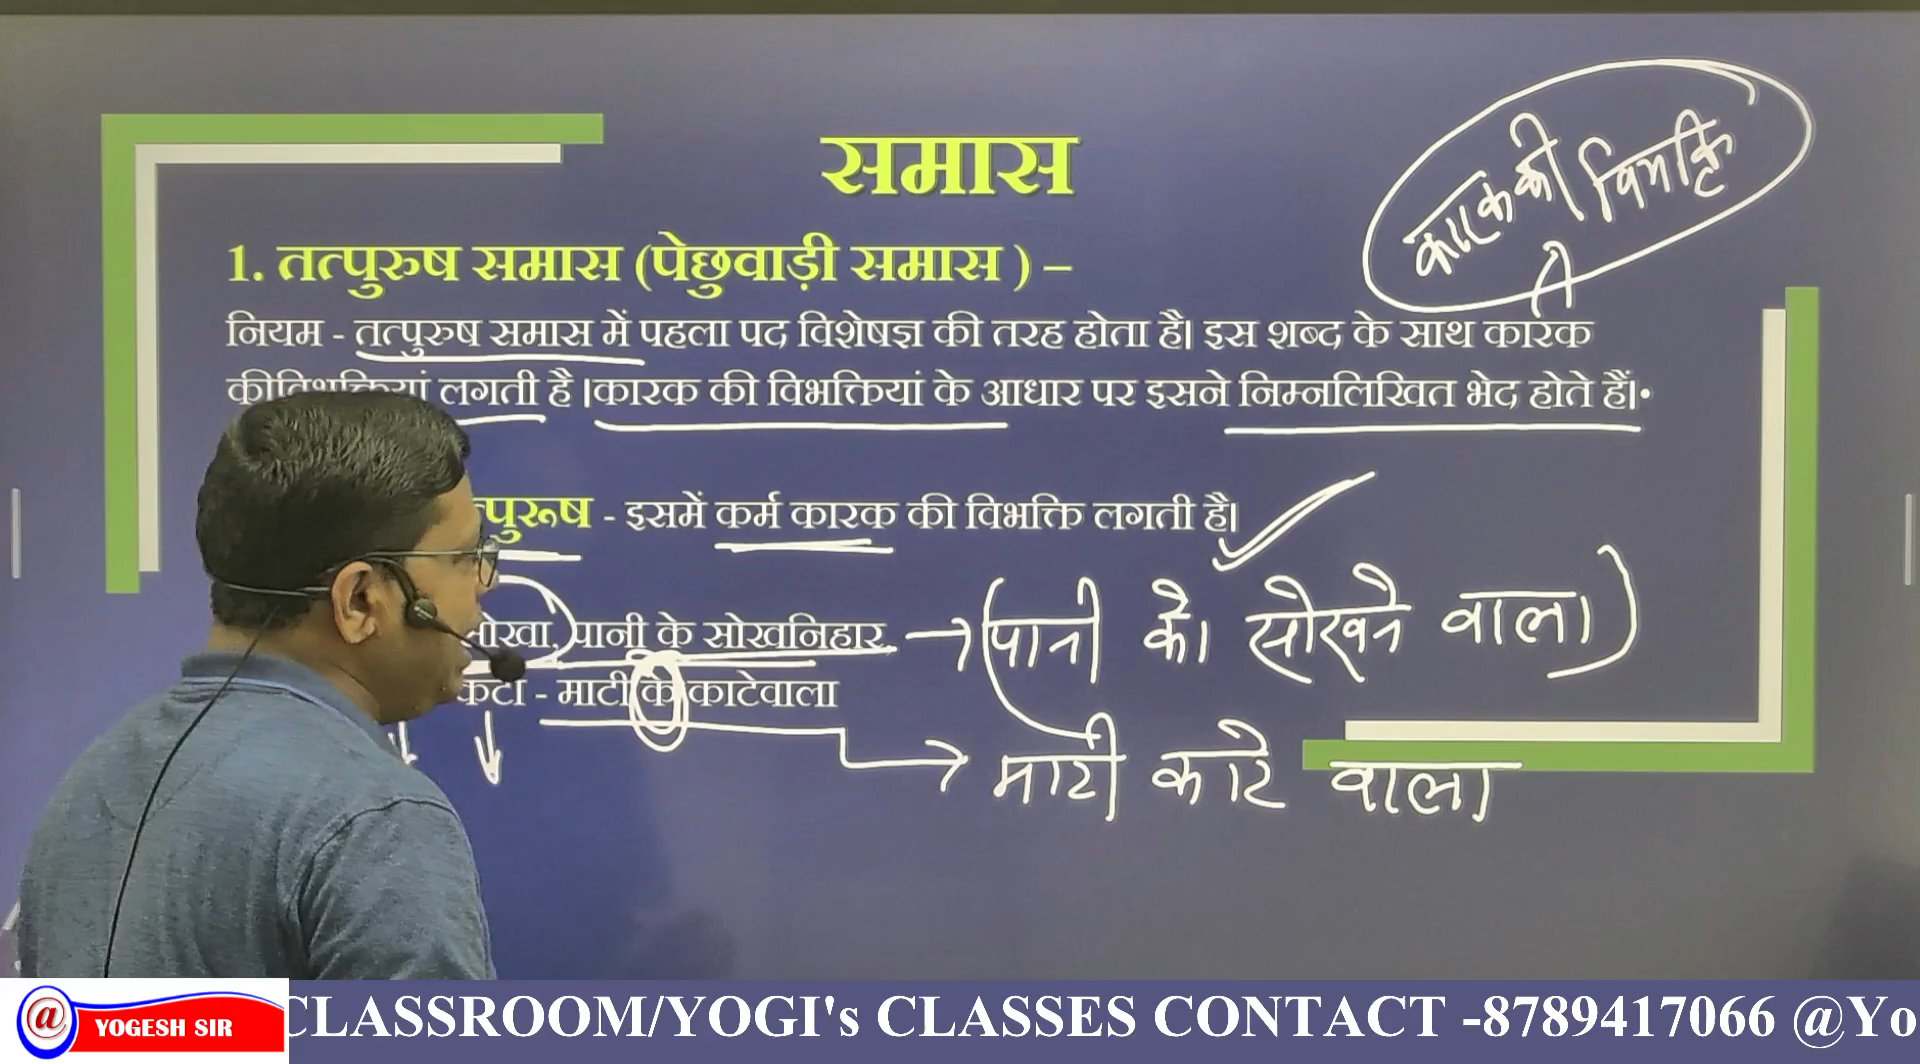 समास
कारक की विभक्ति
1. तत्पुरुष समास (पेछुवाड़ी समास ) –
नियम - तत्पुरुष समास में पहला पद विशेषज्ञ की तरह होता है। इस शब्द के साथ कारक
कीविभक्तियां लगती है ।कारक की विभक्तियां के आधार पर इसने निम्नलिखित भेद होते हैं।•
पुरूष - इसमें कर्म कारक की विभक्ति लगती है।
सोखा, पानी के सोखनिहार, (पानी को सोखने वाला)
कटा - माटी के काटेवाला
माटी काटे वाला
@ YOGESH SIR CLASSROOM/YOGI's CLASSES CONTACT -8789417066 @Yo